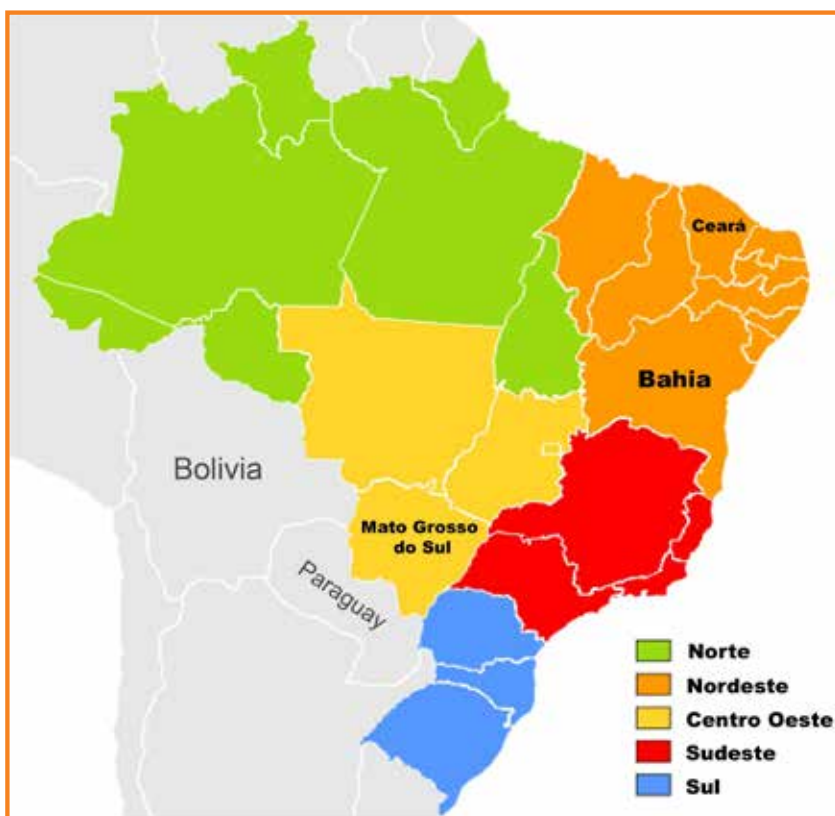 Ceará
Bahia
Bolivia
Mato Grosso
do Sul
Paraguay
Norte
Nordeste
Centro Oeste
Sudeste
Sul